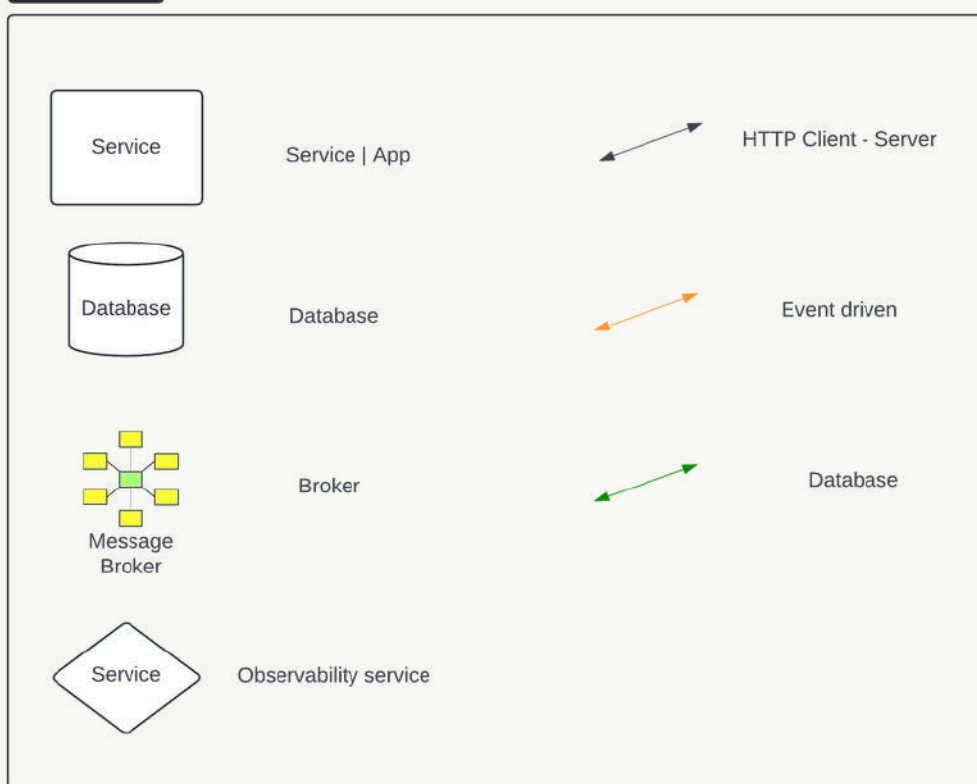 Service
Service | App
HTTP Client - Server
Database
Database
Event driven
Message
Broker
Broker
Database
Service
Observability service